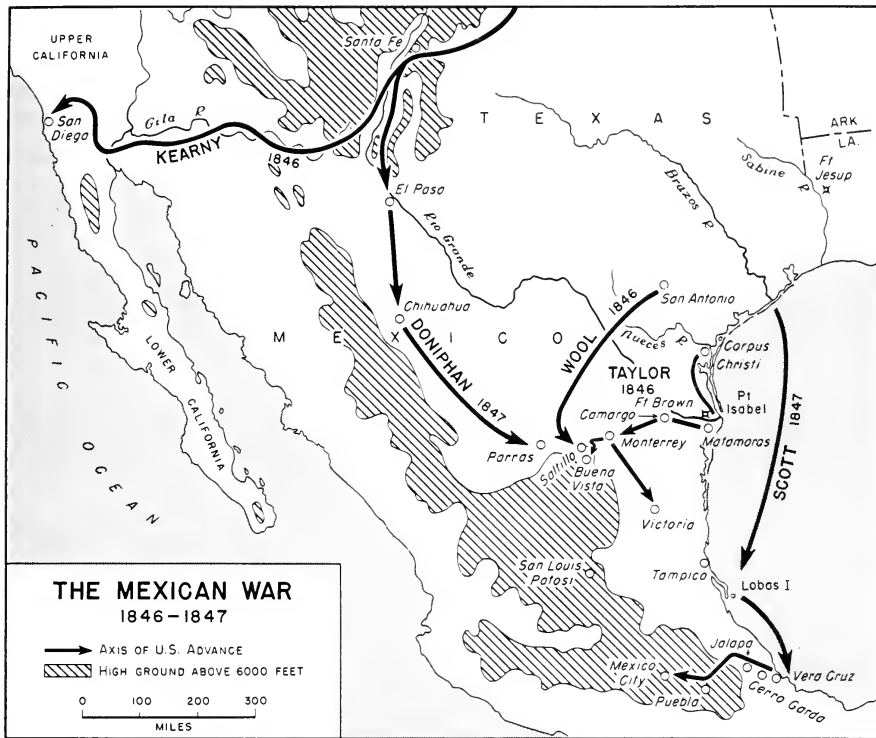 UPPER
CALIFORNIA
Santa Fe
San
Diego
Gila R
KEARNY
1846
T E X A S
ARK
LA.
Ft
Jesup
Sabine R
Brazos R
El Paso
Rio Grande
PACIFIC OCEAN
LOWER
CALIFORNIA
Chihuahua
M E X I C O
DONIPHAN
1847
WOOL
1846
San Antonio
Nueces R
Corpus
Christi
TAYLOR
1846
Ft Brown
Pt
Isabel
Camargo
Matamoras
Monterrey
Parras
Saltillo
Buena
Vista
Victoria
SCOTT
1847
San Louis
Potosi
Tampico
Lobos I
Jalapa
Mexico
City
Puebla
Cerro Garda
Vera Cruz
THE MEXICAN WAR
1846–1847
AXIS OF U.S. ADVANCE
HIGH GROUND ABOVE 6000 FEET
0 100 200 300
MILES